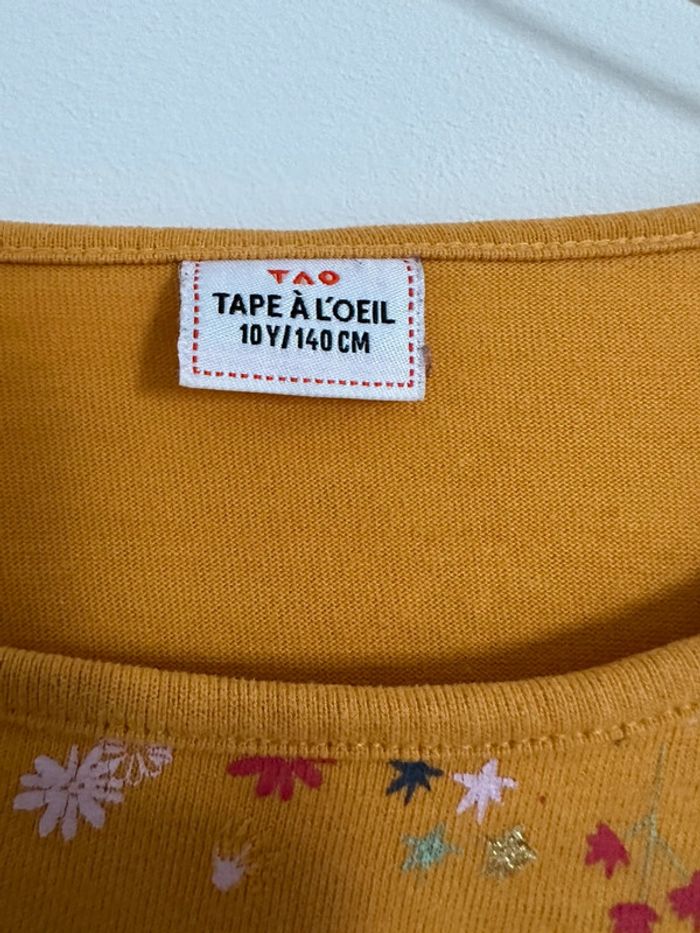 TAO
TAPE À L'OEIL
10Y/140CM